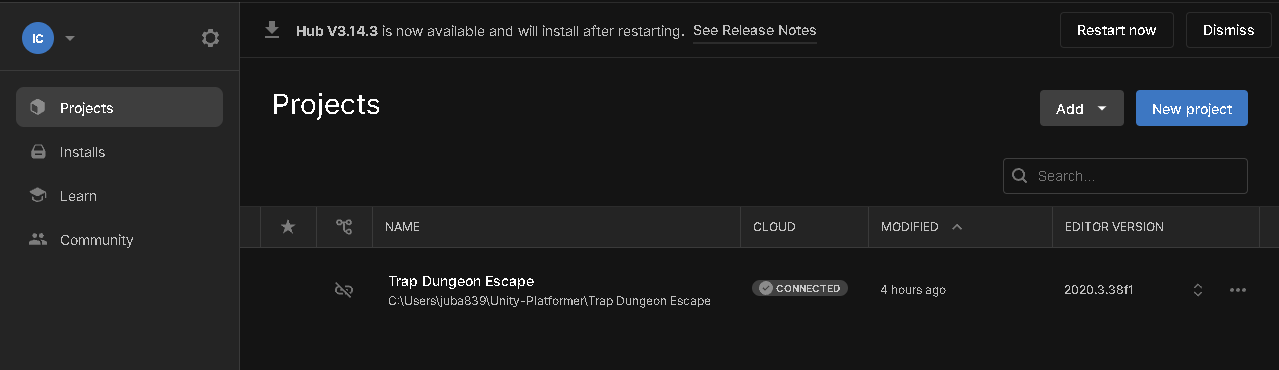 IC
Hub V3.14.3 is now available and will install after restarting. See Release Notes
Restart now
Dismiss
Projects
Installs
Learn
Community
Projects
Add
New project
Search...
NAME CLOUD MODIFIED EDITOR VERSION
Trap Dungeon Escape
C:\Users\juba839\Unity-Platformer\Trap Dungeon Escape
CONNECTED
4 hours ago
2020.3.38f1